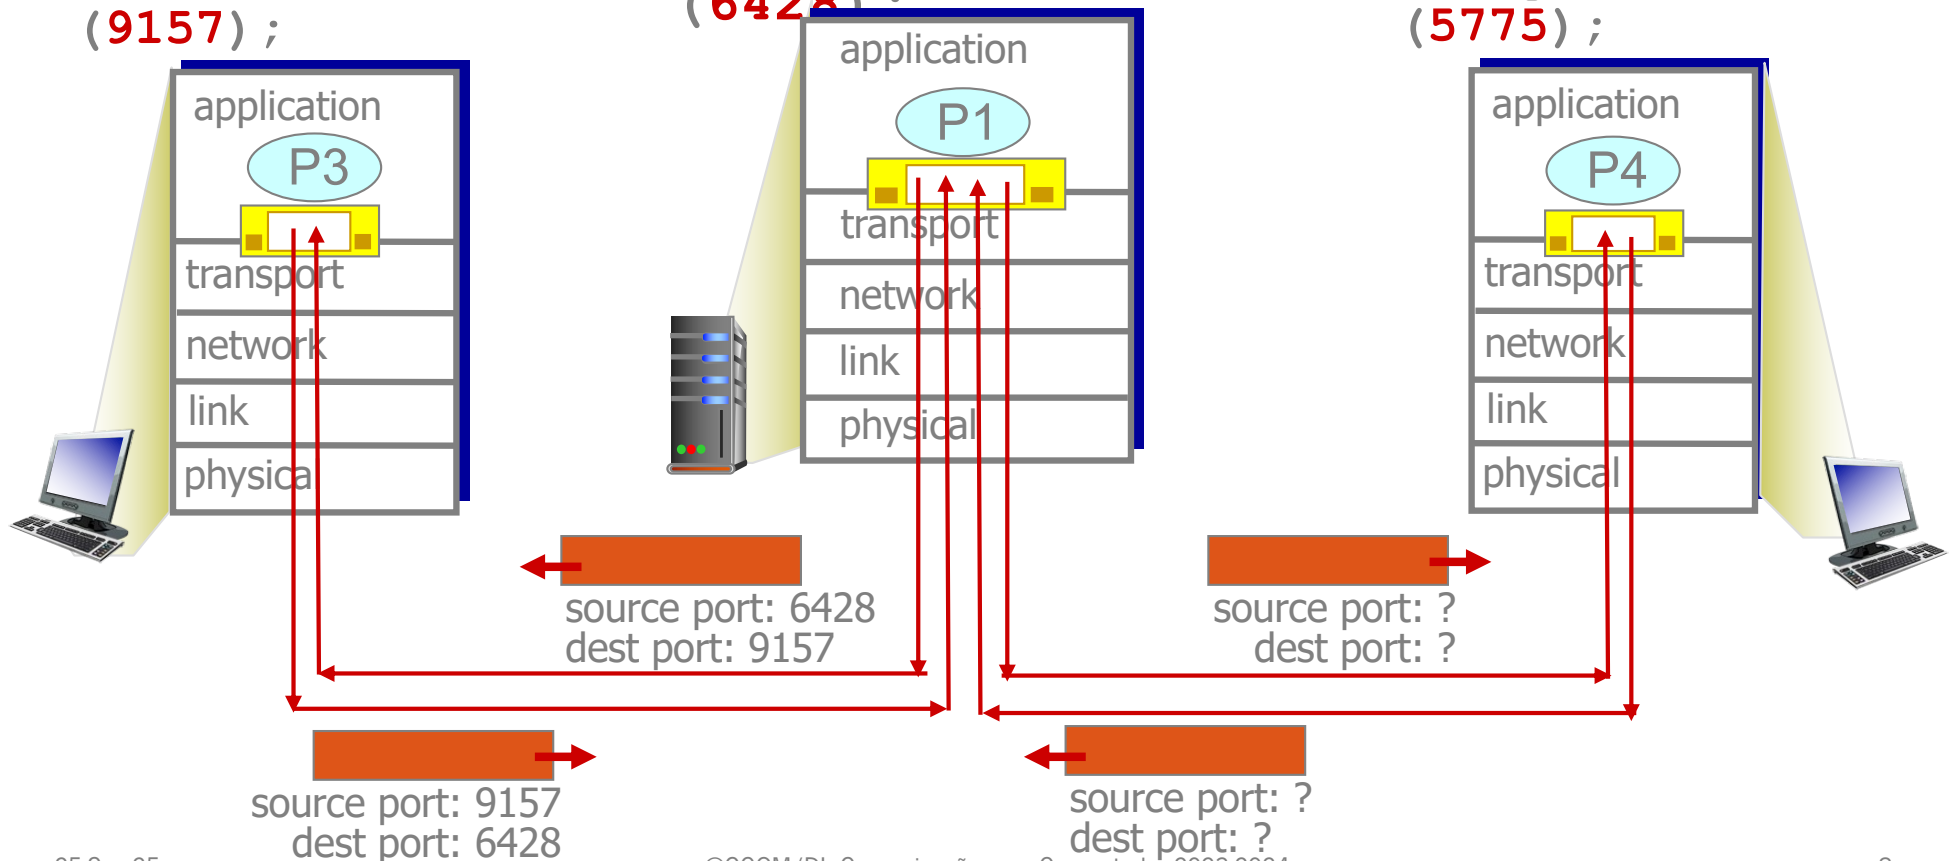 (9157);
(6428)
(5775);
application
P3
transport
network
link
physica
application
P1
transport
network
link
physical
application
P4
transport
network
link
physical
source port: 6428
dest port: 9157
source port: ?
dest port: ?
source port: 9157
dest port: 6428
source port: ?
dest port: ?